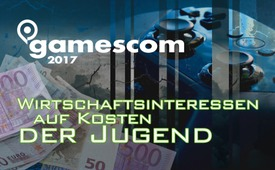 gamescom
2017
WIRTSCHAFTSINTERESSEN
AUF KOSTEN
DER JUGEND